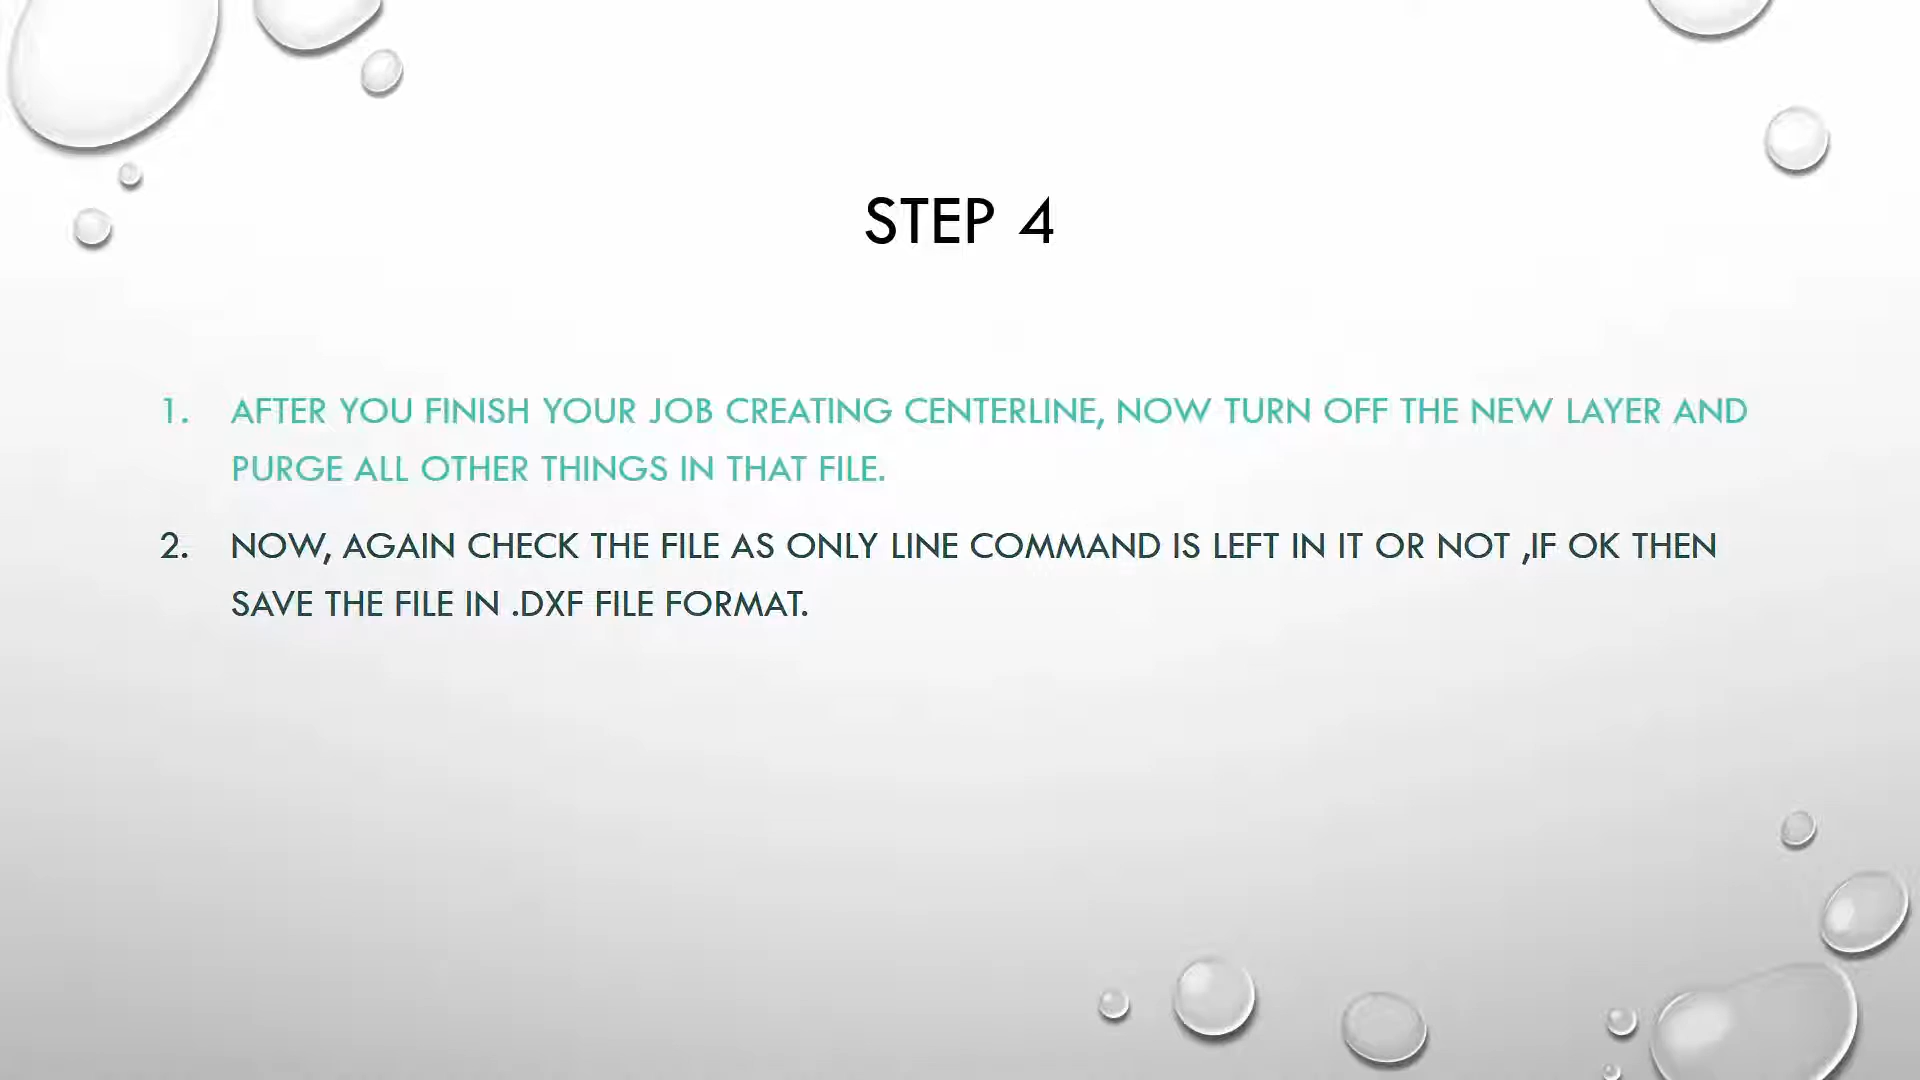 STEP 4
1. AFTER YOU FINISH YOUR JOB CREATING CENTERLINE, NOW TURN OFF THE NEW LAYER AND
PURGE ALL OTHER THINGS IN THAT FILE.
2. NOW, AGAIN CHECK THE FILE AS ONLY LINE COMMAND IS LEFT IN IT OR NOT ,IF OK THEN
SAVE THE FILE IN .DXF FILE FORMAT.